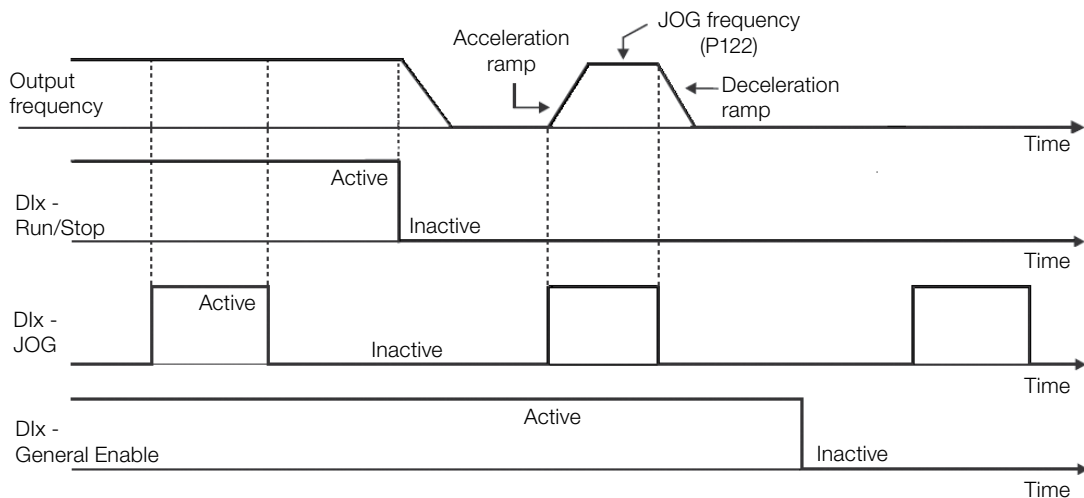 JOG frequency
(P122)
Acceleration
ramp
Output
frequency
Deceleration
ramp
Time
DIx -
Run/Stop
Active
Inactive
Time
DIx -
JOG
Active
Inactive
Time
DIx -
General Enable
Active
Inactive
Time